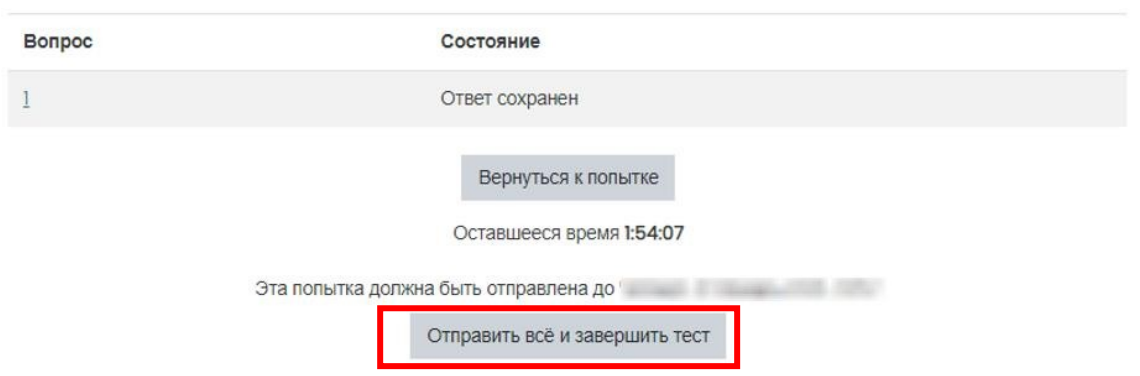 Вопрос Состояние
1 Ответ сохранен
Вернуться к попытке
Оставшееся время 1:54:07
Эта попытка должна быть отправлена до
Отправить всё и завершить тест